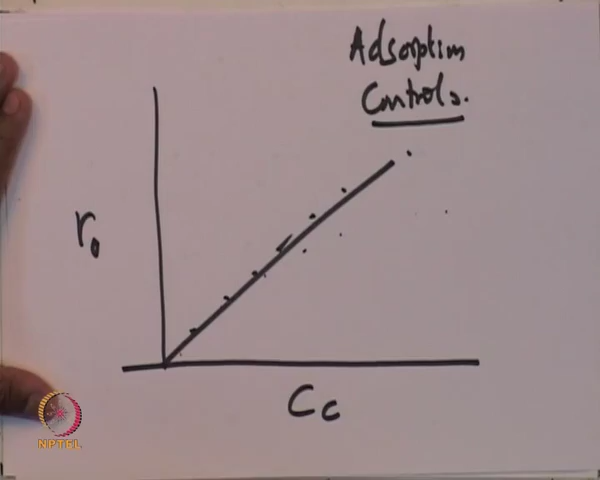 Adsorption
Controls.
r₀
Cc
NPTEL